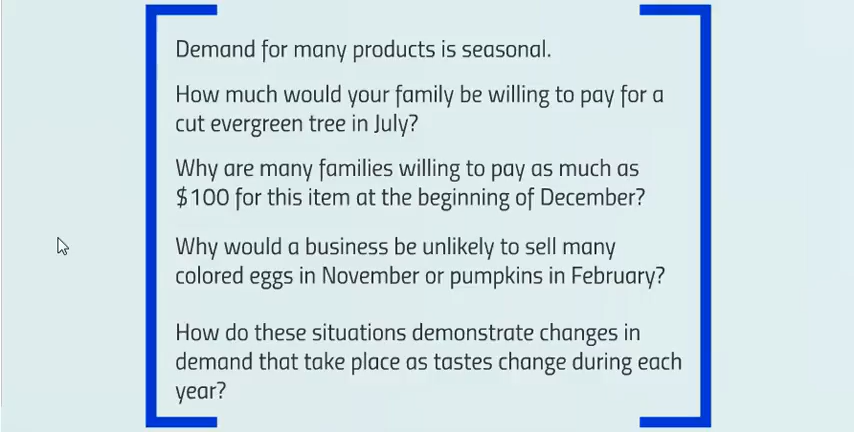 Demand for many products is seasonal.
How much would your family be willing to pay for a
cut evergreen tree in July?
Why are many families willing to pay as much as
$100 for this item at the beginning of December?
Why would a business be unlikely to sell many
colored eggs in November or pumpkins in February?
How do these situations demonstrate changes in
demand that take place as tastes change during each
year?